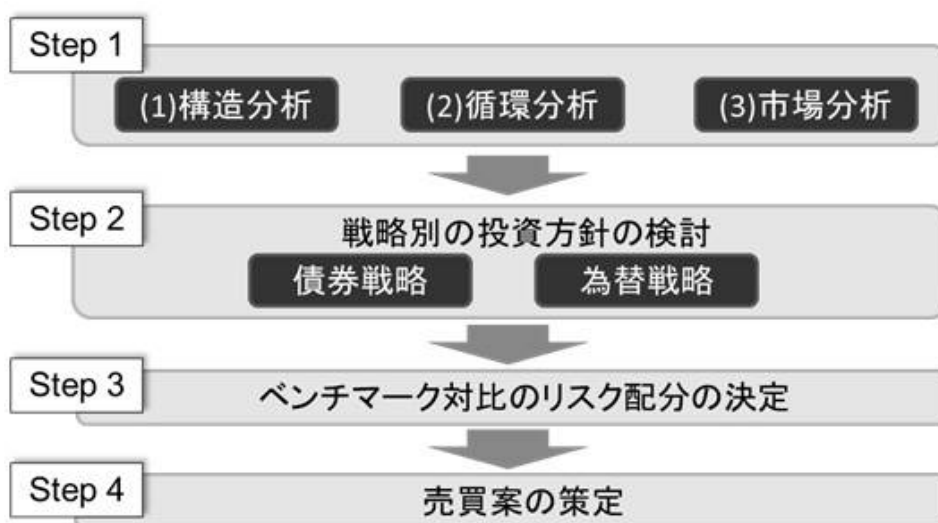 Step 1
(1)構造分析 (2)循環分析 (3)市場分析
Step 2
戦略別の投資方針の検討
債券戦略 為替戦略
Step 3
ベンチマーク対比のリスク配分の決定
Step 4
売買案の策定